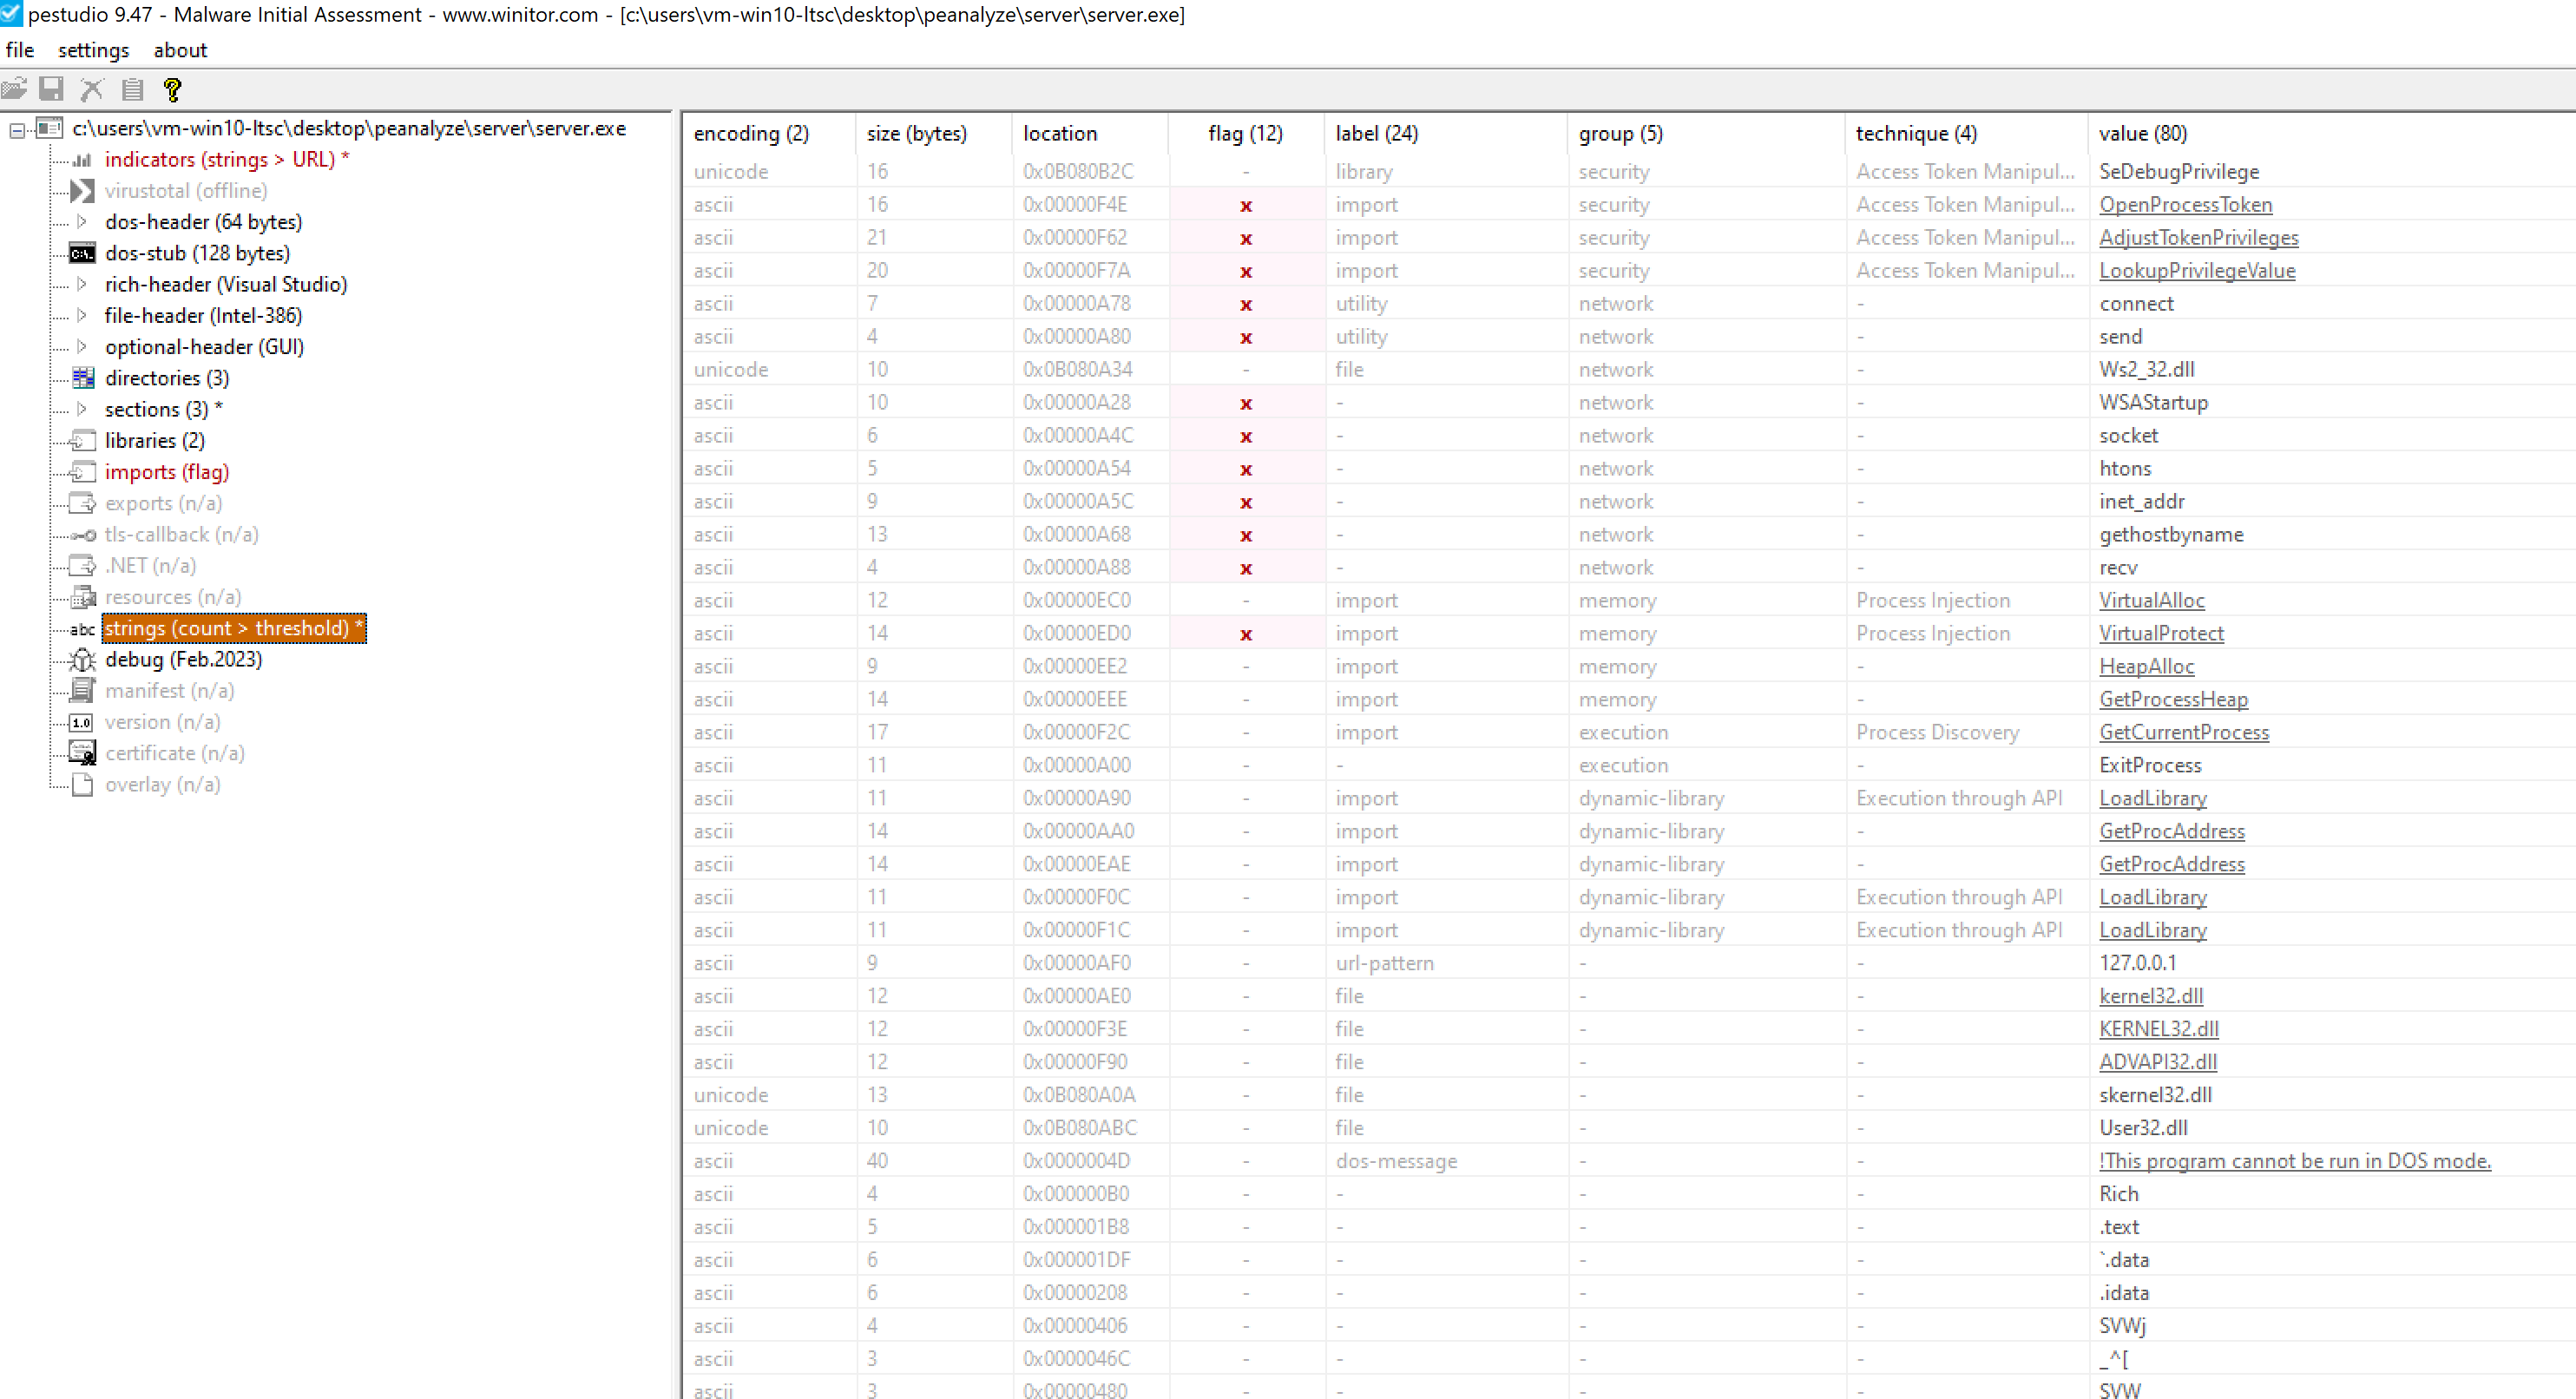 pestudio 9.47 - Malware Initial Assessment - www.winitor.com - [c:\users\vm-win10-ltsc\desktop\peanalyze\server\server.exe]
file settings about
c:\users\vm-win10-ltsc\desktop\peanalyze\server\server.exe
indicators (strings > URL) *
virustotal (offline)
dos-header (64 bytes)
dos-stub (128 bytes)
rich-header (Visual Studio)
file-header (Intel-386)
optional-header (GUI)
directories (3)
sections (3) *
libraries (2)
imports (flag)
exports (n/a)
tls-callback (n/a)
.NET (n/a)
resources (n/a)
abc strings (count > threshold) *
debug (Feb.2023)
manifest (n/a)
1.0 version (n/a)
certificate (n/a)
overlay (n/a)
encoding (2) size (bytes) location flag (12) label (24) group (5) technique (4) value (80)
unicode 16 0x0B080B2C - library security Access Token Manipul... SeDebugPrivilege
ascii 16 0x00000F4E x import security Access Token Manipul... OpenProcessToken
ascii 21 0x00000F62 x import security Access Token Manipul... AdjustTokenPrivileges
ascii 20 0x00000F7A x import security Access Token Manipul... LookupPrivilegeValue
ascii 7 0x00000A78 x utility network - connect
ascii 4 0x00000A80 x utility network - send
unicode 10 0x0B080A34 - file network - Ws2_32.dll
ascii 10 0x00000A28 x - network - WSAStartup
ascii 6 0x00000A4C x - network - socket
ascii 5 0x00000A54 x - network - htons
ascii 9 0x00000A5C x - network - inet_addr
ascii 13 0x00000A68 x - network - gethostbyname
ascii 4 0x00000A88 x - network - recv
ascii 12 0x00000EC0 - import memory Process Injection VirtualAlloc
ascii 14 0x00000ED0 x import memory Process Injection VirtualProtect
ascii 9 0x00000EE2 - import memory - HeapAlloc
ascii 14 0x00000EEE - import memory - GetProcessHeap
ascii 17 0x00000F2C - import execution Process Discovery GetCurrentProcess
ascii 11 0x00000A00 - - execution - ExitProcess
ascii 11 0x00000A90 - import dynamic-library Execution through API LoadLibrary
ascii 14 0x00000AA0 - import dynamic-library - GetProcAddress
ascii 14 0x00000EAE - import dynamic-library - GetProcAddress
ascii 11 0x00000F0C - import dynamic-library Execution through API LoadLibrary
ascii 11 0x00000F1C - import dynamic-library Execution through API LoadLibrary
ascii 9 0x00000AF0 - url-pattern - - 127.0.0.1
ascii 12 0x00000AE0 - file - - kernel32.dll
ascii 12 0x00000F3E - file - - KERNEL32.dll
ascii 12 0x00000F90 - file - - ADVAPI32.dll
unicode 13 0x0B080A0A - file - - skernel32.dll
unicode 10 0x0B080ABC - file - - User32.dll
ascii 40 0x0000004D - dos-message - - !This program cannot be run in DOS mode.
ascii 4 0x000000B0 - - - - Rich
ascii 5 0x000001B8 - - - - .text
ascii 6 0x000001DF - - - - `.data
ascii 6 0x00000208 - - - - .idata
ascii 4 0x00000406 - - - - SVWj
ascii 3 0x0000046C - - - - _^[
ascii 3 0x00000480 - - - - SVW